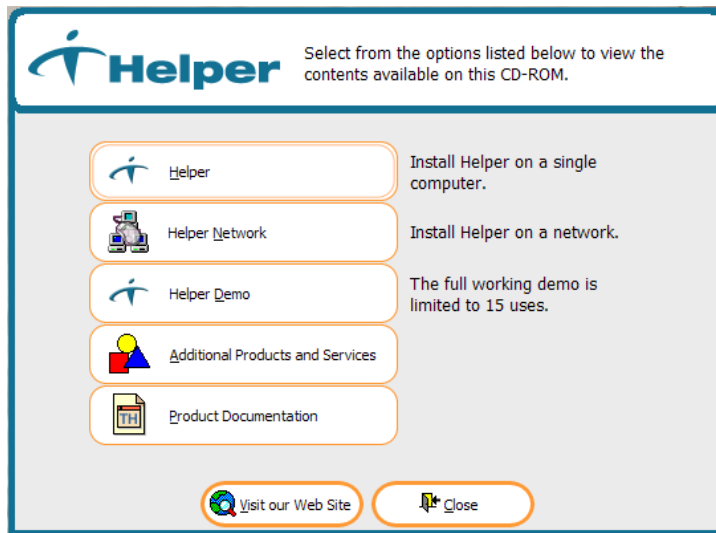 Helper
Select from the options listed below to view the
contents available on this CD-ROM.
Helper
Install Helper on a single
computer.
Helper Network
Install Helper on a network.
Helper Demo
The full working demo is
limited to 15 uses.
Additional Products and Services
TH
Product Documentation
Visit our Web Site
Close